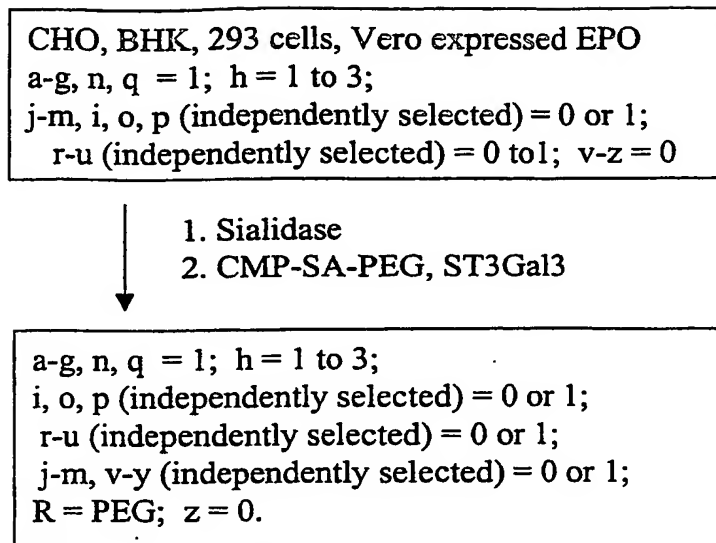 CHO, BHK, 293 cells, Vero expressed EPO
a-g, n, q = 1; h = 1 to 3;
j-m, i, o, p (independently selected) = 0 or 1;
r-u (independently selected) = 0 to1; v-z = 0
1. Sialidase
2. CMP-SA-PEG, ST3Gal3
a-g, n, q = 1; h = 1 to 3;
i, o, p (independently selected) = 0 or 1;
r-u (independently selected) = 0 or 1;
j-m, v-y (independently selected) = 0 or 1;
R = PEG; z = 0.